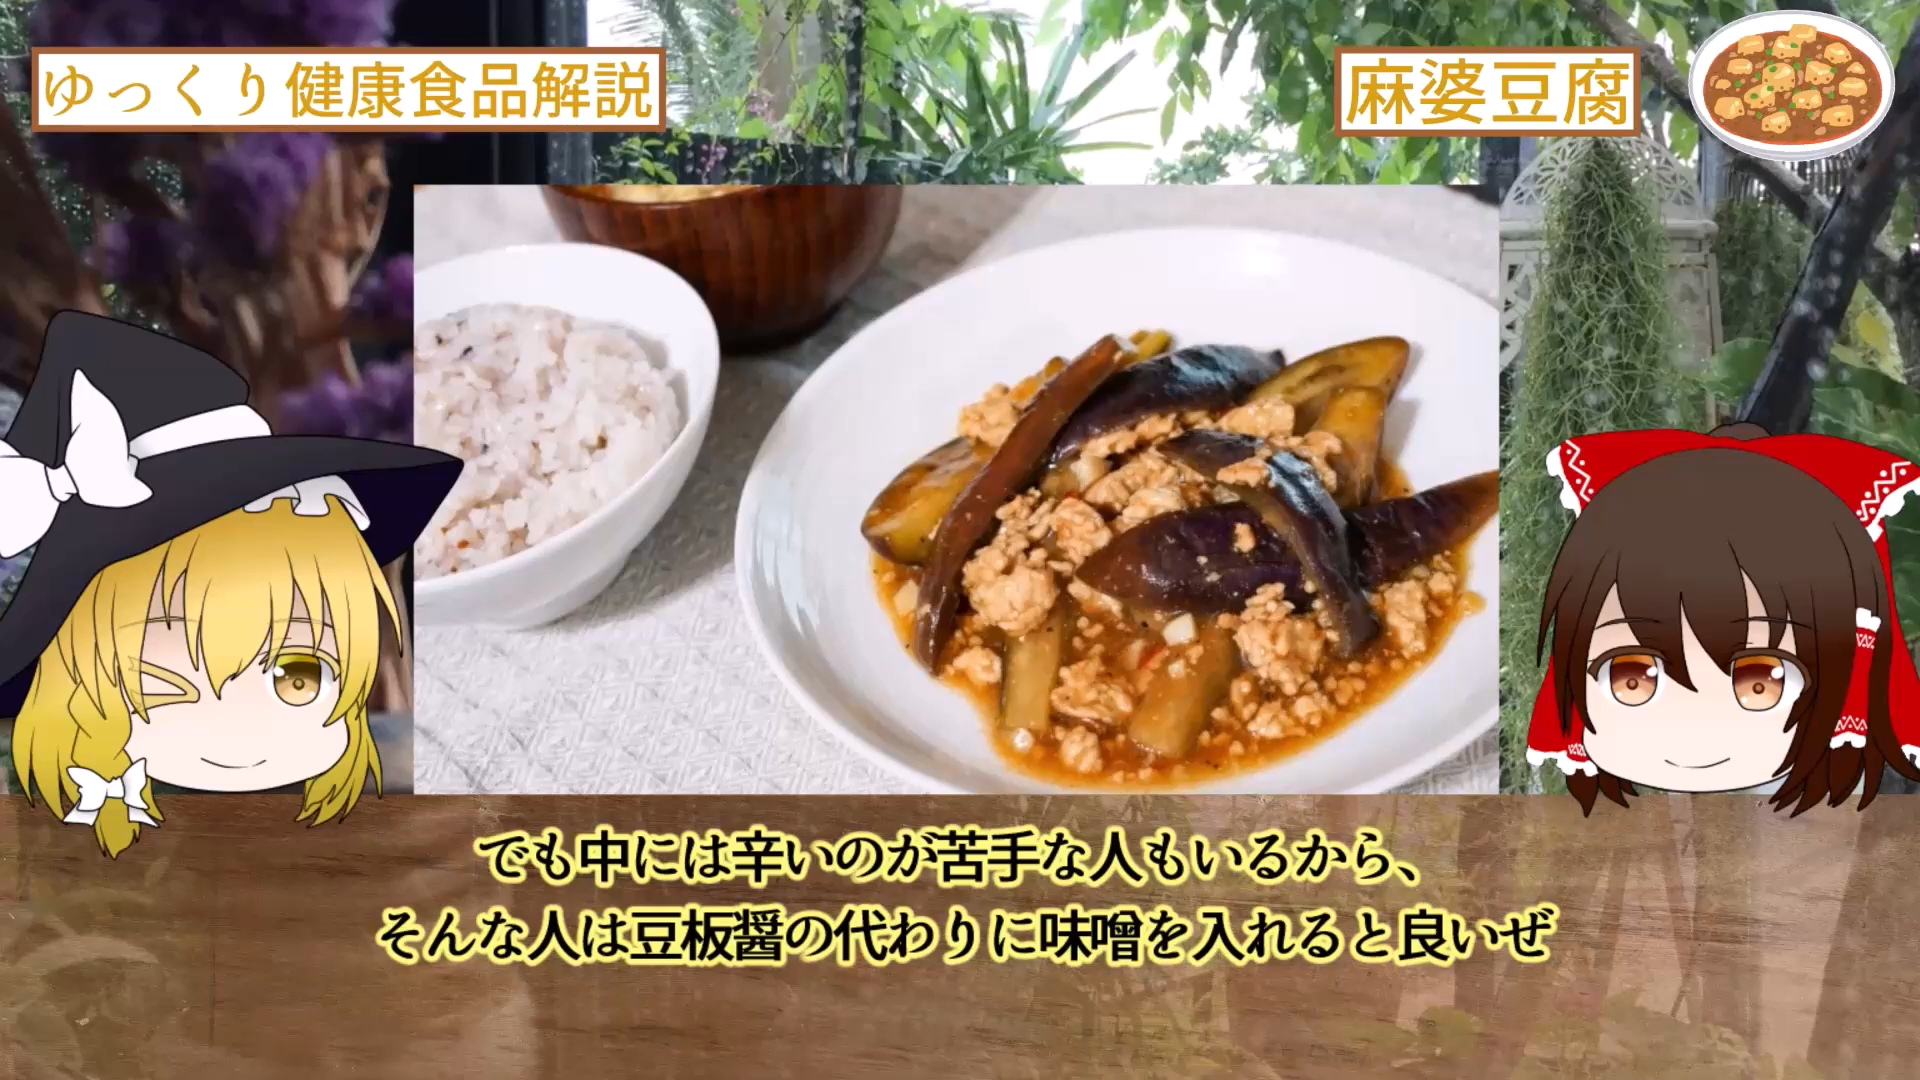 ゆっくり健康食品解説
麻婆豆腐
でも中には辛いのが苦手な人もいるから、
そんな人は豆板醤の代わりに味噌を入れると良いぜ